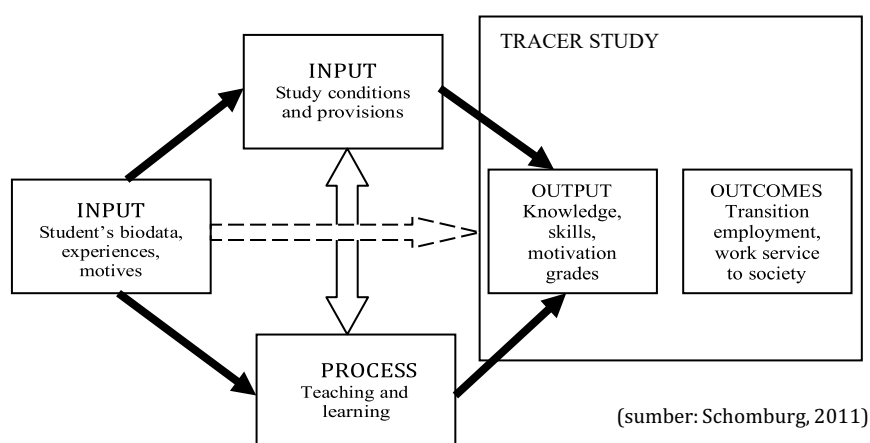 TRACER STUDY
INPUT
Study conditions
and provisions
INPUT
Student's biodata,
experiences,
motives
OUTPUT
Knowledge,
skills,
motivation
grades
OUTCOMES
Transition
employment,
work service
to society
PROCESS
Teaching and
learning
(sumber: Schomburg, 2011)